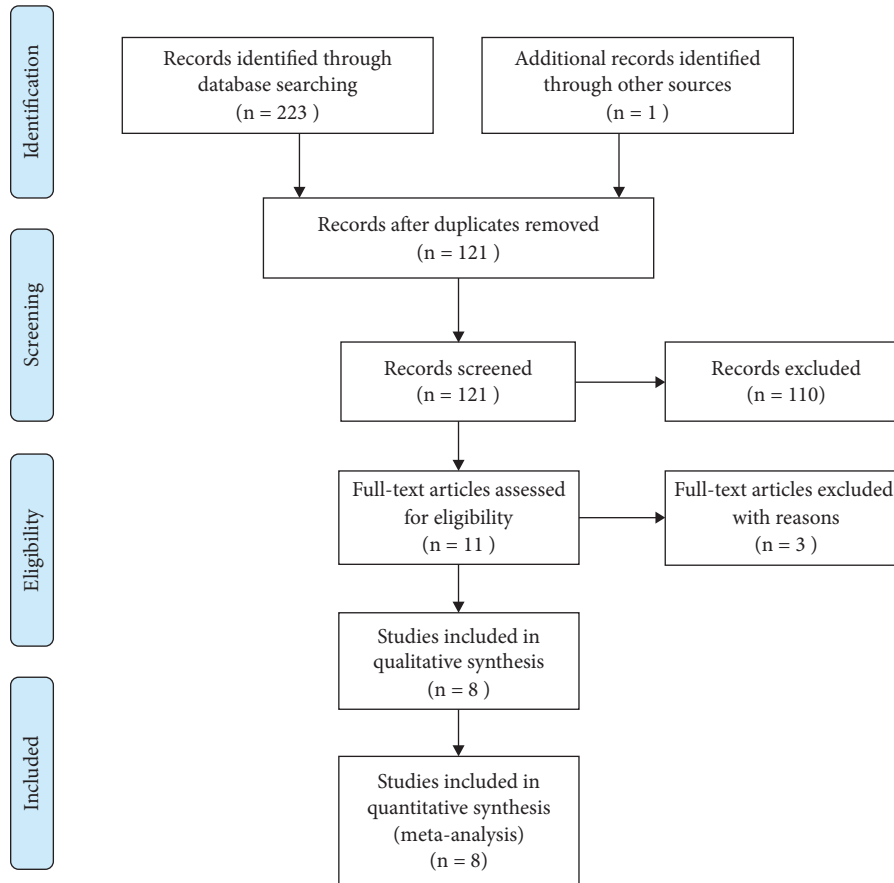 Identification
Records identified through
database searching
(n = 223 )
Additional records identified
through other sources
(n = 1 )
Records after duplicates removed
(n = 121 )
Screening
Records screened
(n = 121 )
Records excluded
(n = 110)
Eligibility
Full-text articles assessed
for eligibility
(n = 11 )
Full-text articles excluded
with reasons
(n = 3 )
Studies included in
qualitative synthesis
(n = 8 )
Included
Studies included in
quantitative synthesis
(meta-analysis)
(n = 8)